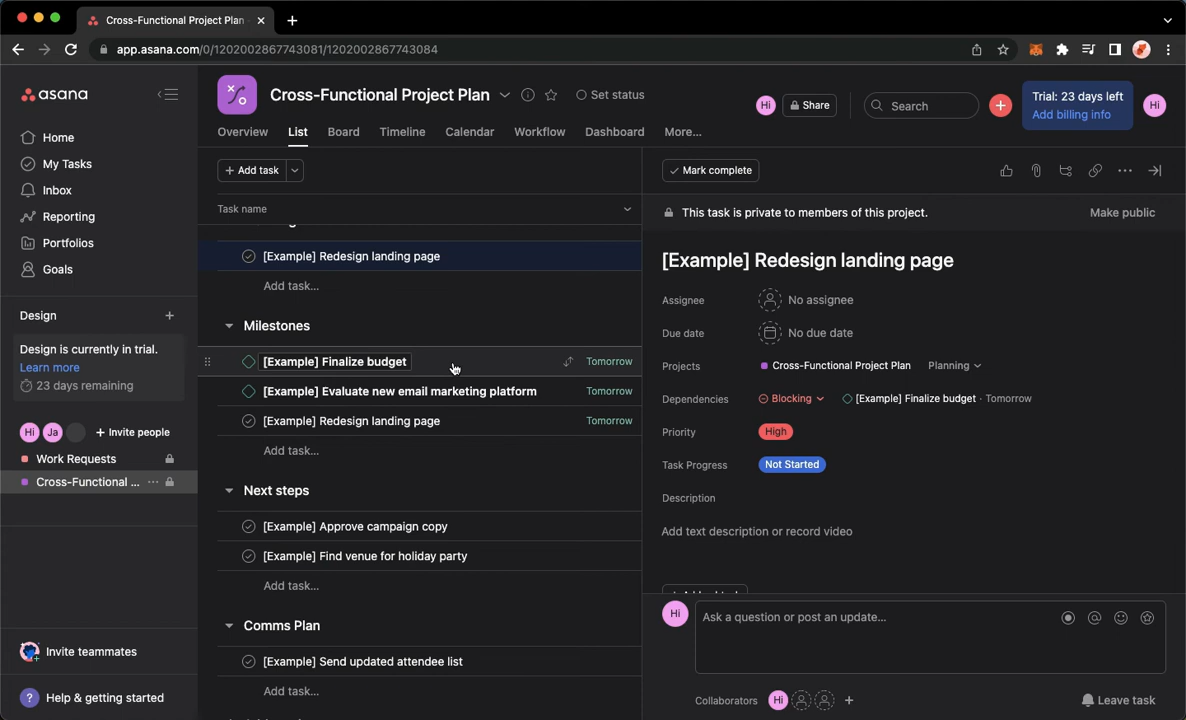 Cross-Functional Project Plan
app.asana.com/0/1202002867743081/1202002867743084
asana
Home
My Tasks
Inbox
Reporting
Portfolios
Goals
Design
Design is currently in trial.
Learn more
23 days remaining
Hi Ja Invite people
Work Requests
Cross-Functional ...
Invite teammates
? Help & getting started
Cross-Functional Project Plan
Set status
Hi Share
Search
Trial: 23 days left
Add billing info
Hi
Overview List Board Timeline Calendar Workflow Dashboard More...
+ Add task
Task name
[Example] Redesign landing page
Add task...
Milestones
[Example] Finalize budget Tomorrow
[Example] Evaluate new email marketing platform Tomorrow
[Example] Redesign landing page Tomorrow
Add task...
Next steps
[Example] Approve campaign copy
[Example] Find venue for holiday party
Add task...
Comms Plan
[Example] Send updated attendee list
Add task...
Mark complete
This task is private to members of this project. Make public
[Example] Redesign landing page
Assignee No assignee
Due date No due date
Projects Cross-Functional Project Plan Planning
Dependencies Blocking [Example] Finalize budget · Tomorrow
Priority High
Task Progress Not Started
Description
Add text description or record video
Hi Ask a question or post an update...
Collaborators Hi + Leave task